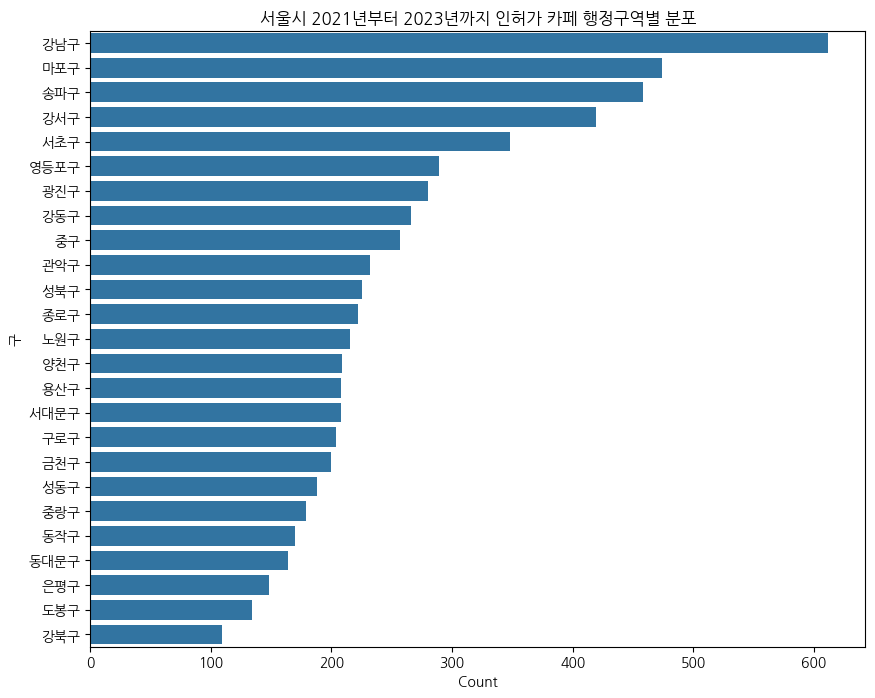 서울시 2021년부터 2023년까지 인허가 카페 행정구역별 분포
강남구
마포구
송파구
강서구
서초구
영등포구
광진구
강동구
중구
관악구
성북구
종로구
노원구
양천구
용산구
서대문구
구로구
금천구
성동구
중랑구
동작구
동대문구
은평구
도봉구
강북구
구
0 100 200 300 400 500 600
Count